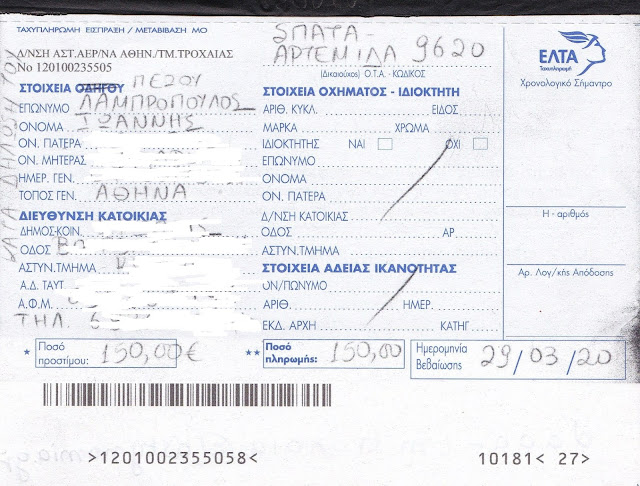 ΤΑΧΥΠΛΗΡΩΜΗ ΕΙΣΠΡΑΞΗ / ΜΕΤΑΒΙΒΑΣΗ ΜΟ
Δ/ΝΣΗ ΑΣΤ.ΑΕΡ/ΝΑ ΑΘΗΝ./ΤΜ.ΤΡΟΧΑΙΑΣ
Νο 120100235505
ΣΠΑΤΑ-
ΑΡΤΕΜΙΔΑ 9620
(Δικαιούχος) Ο.Τ.Α. - ΚΩΔΙΚΟΣ
ΕΛΤΑ
Ταχυπληρωμή
Χρονολογικό Σήμαντρο
ΚΑΤΑ ΔΗΛΩΣΗ ΤΟΥ
ΣΤΟΙΧΕΙΑ ΟΔΗΓΟΥ ΠΕΖΟΥ
ΕΠΩΝΥΜΟ ΛΑΜΠΡΟΠΟΥΛΟΣ
ΟΝΟΜΑ ΙΩΑΝΝΗΣ
ΟΝ. ΠΑΤΕΡΑ
ΟΝ. ΜΗΤΕΡΑΣ
ΗΜΕΡ. ΓΕΝ.
ΤΟΠΟΣ ΓΕΝ. ΑΘΗΝΑ
ΔΙΕΥΘΥΝΣΗ ΚΑΤΟΙΚΙΑΣ
ΔΗΜΟΣ-ΚΟΙΝ.
ΟΔΟΣ
ΑΣΤΥΝ.ΤΜΗΜΑ
Α.Δ. ΤΑΥΤ.
Α.Φ.Μ.
ΤΗΛ.
ΣΤΟΙΧΕΙΑ ΟΧΗΜΑΤΟΣ - ΙΔΙΟΚΤΗΤΗ
ΑΡΙΘ. ΚΥΚΛ. ΕΙΔΟΣ
ΜΑΡΚΑ ΧΡΩΜΑ
ΙΔΙΟΚΤΗΤΗΣ ΝΑΙ ΟΧΙ
ΕΠΩΝΥΜΟ
ΟΝΟΜΑ
ΟΝ. ΠΑΤΕΡΑ
Δ/ΝΣΗ ΚΑΤΟΙΚΙΑΣ
ΟΔΟΣ ΑΡ.
ΑΣΤΥΝ.ΤΜΗΜΑ
ΣΤΟΙΧΕΙΑ ΑΔΕΙΑΣ ΙΚΑΝΟΤΗΤΑΣ
ΟΝ/ΠΩΝΥΜΟ
ΑΡΙΘ. ΗΜΕΡ.
ΕΚΔ. ΑΡΧΗ ΚΑΤΗΓ.
Η - αριθμός
Αρ. Λογ/κής Απόδοσης
* Ποσό προστίμου: 150,00€
** Ποσό πληρωμής: 150,00
Ημερομηνία Βεβαίωσης 29/03/20
>1201002355058< 10181< 27>